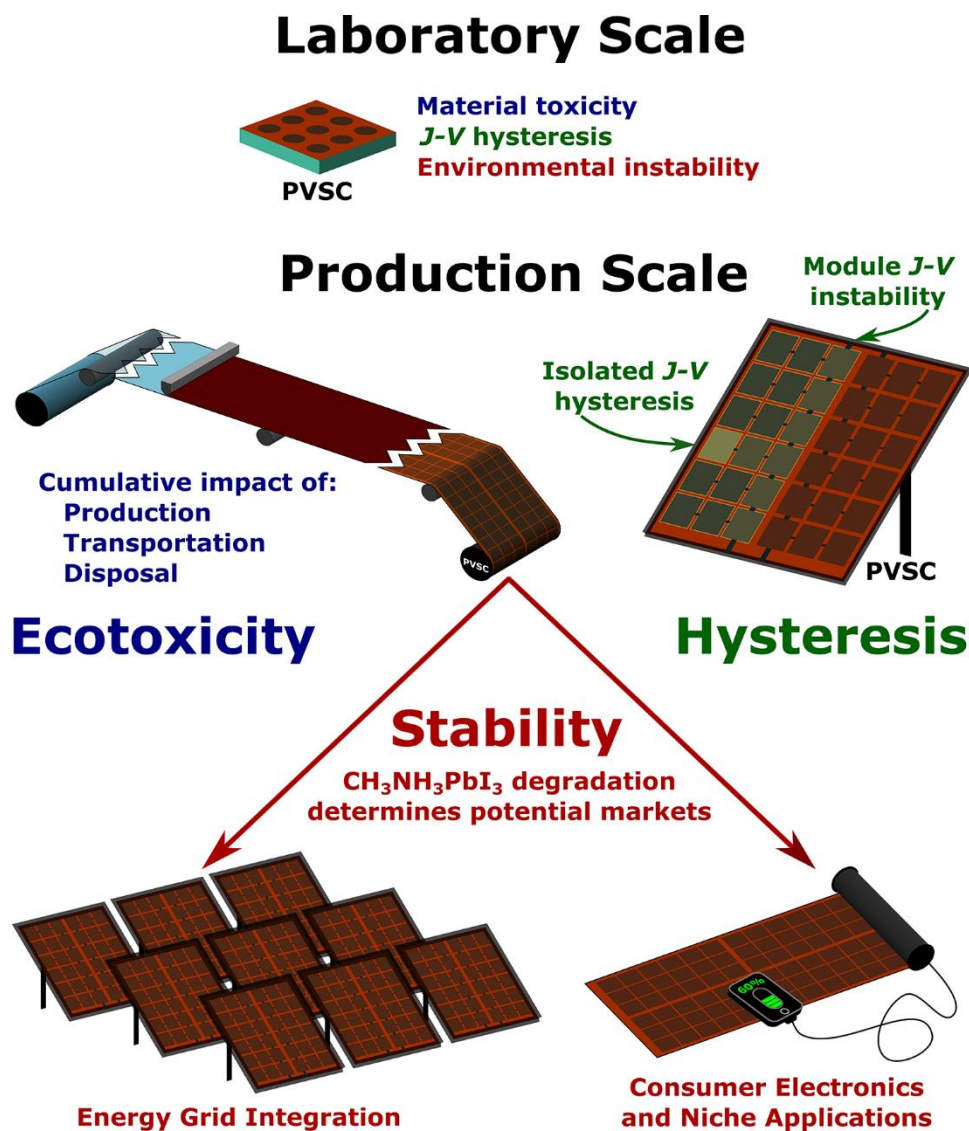 Laboratory Scale
Material toxicity
J-V hysteresis
Environmental instability
PVSC
Production Scale
Module J-V
instability
Isolated J-V
hysteresis
Cumulative impact of:
Production
Transportation
Disposal
PVSC
PVSC
Ecotoxicity
Hysteresis
Stability
CH₃NH₃PbI₃ degradation
determines potential markets
60%
Energy Grid Integration
Consumer Electronics
and Niche Applications